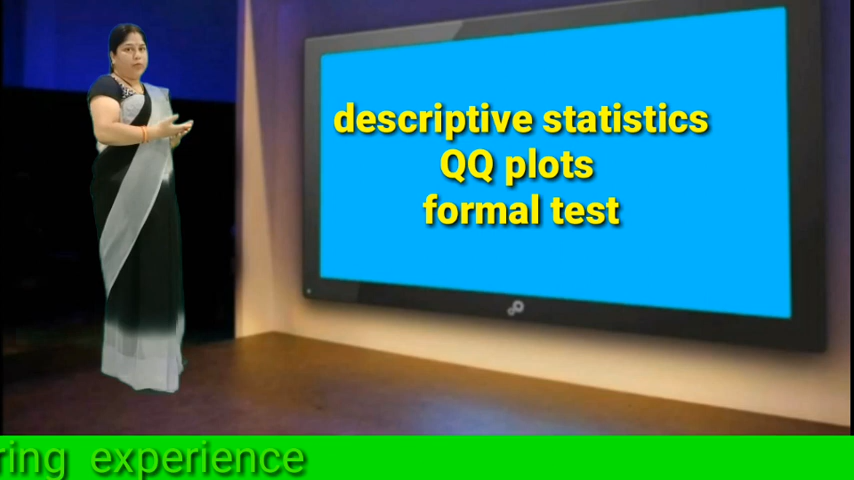 descriptive statistics
QQ plots
formal test
ring experience